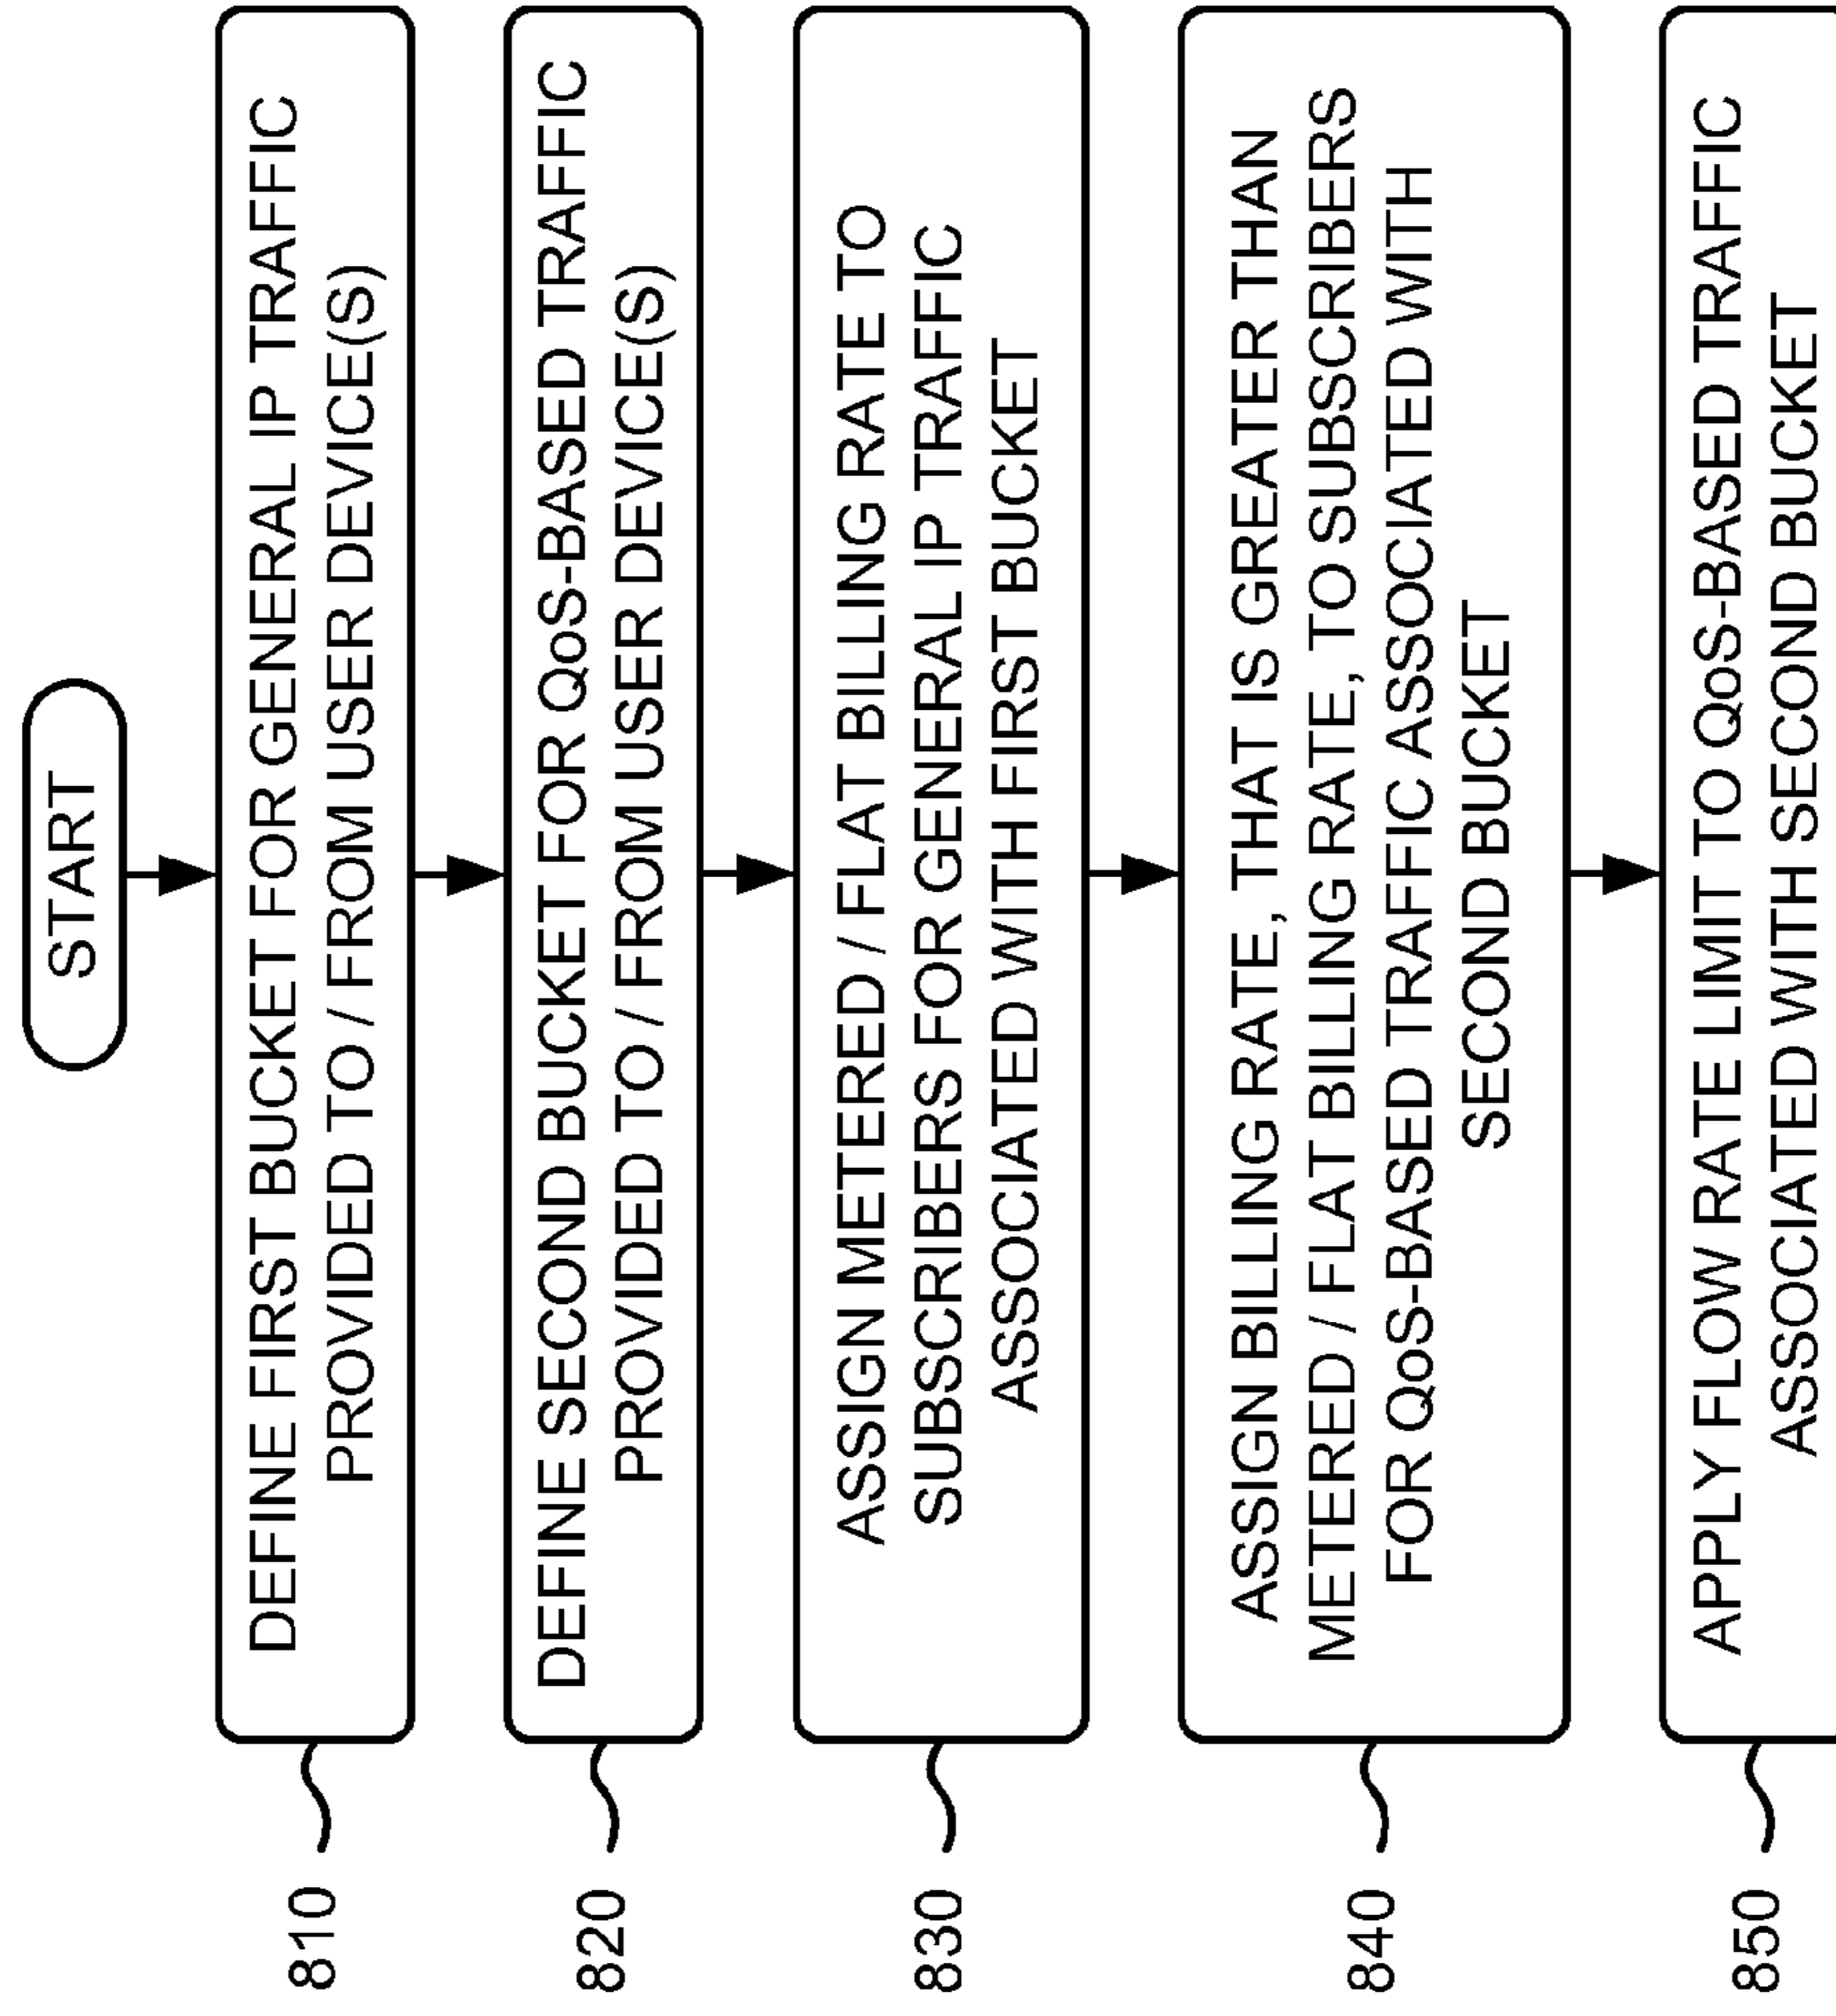 START
810
DEFINE FIRST BUCKET FOR GENERAL IP TRAFFIC
PROVIDED TO / FROM USER DEVICE(S)
820
DEFINE SECOND BUCKET FOR QoS-BASED TRAFFIC
PROVIDED TO / FROM USER DEVICE(S)
830
ASSIGN METERED / FLAT BILLING RATE TO
SUBSCRIBERS FOR GENERAL IP TRAFFIC
ASSOCIATED WITH FIRST BUCKET
840
ASSIGN BILLING RATE, THAT IS GREATER THAN
METERED / FLAT BILLING RATE, TO SUBSCRIBERS
FOR QoS-BASED TRAFFIC ASSOCIATED WITH
SECOND BUCKET
850
APPLY FLOW RATE LIMIT TO QoS-BASED TRAFFIC
ASSOCIATED WITH SECOND BUCKET